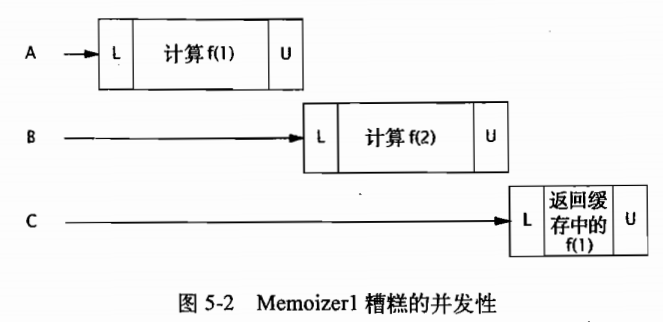 A
L
计算f(1)
U
B
L
计算f(2)
U
C
L
返回缓
存中的
f(1)
U
图 5-2 Memoizer1 糟糕的并发性